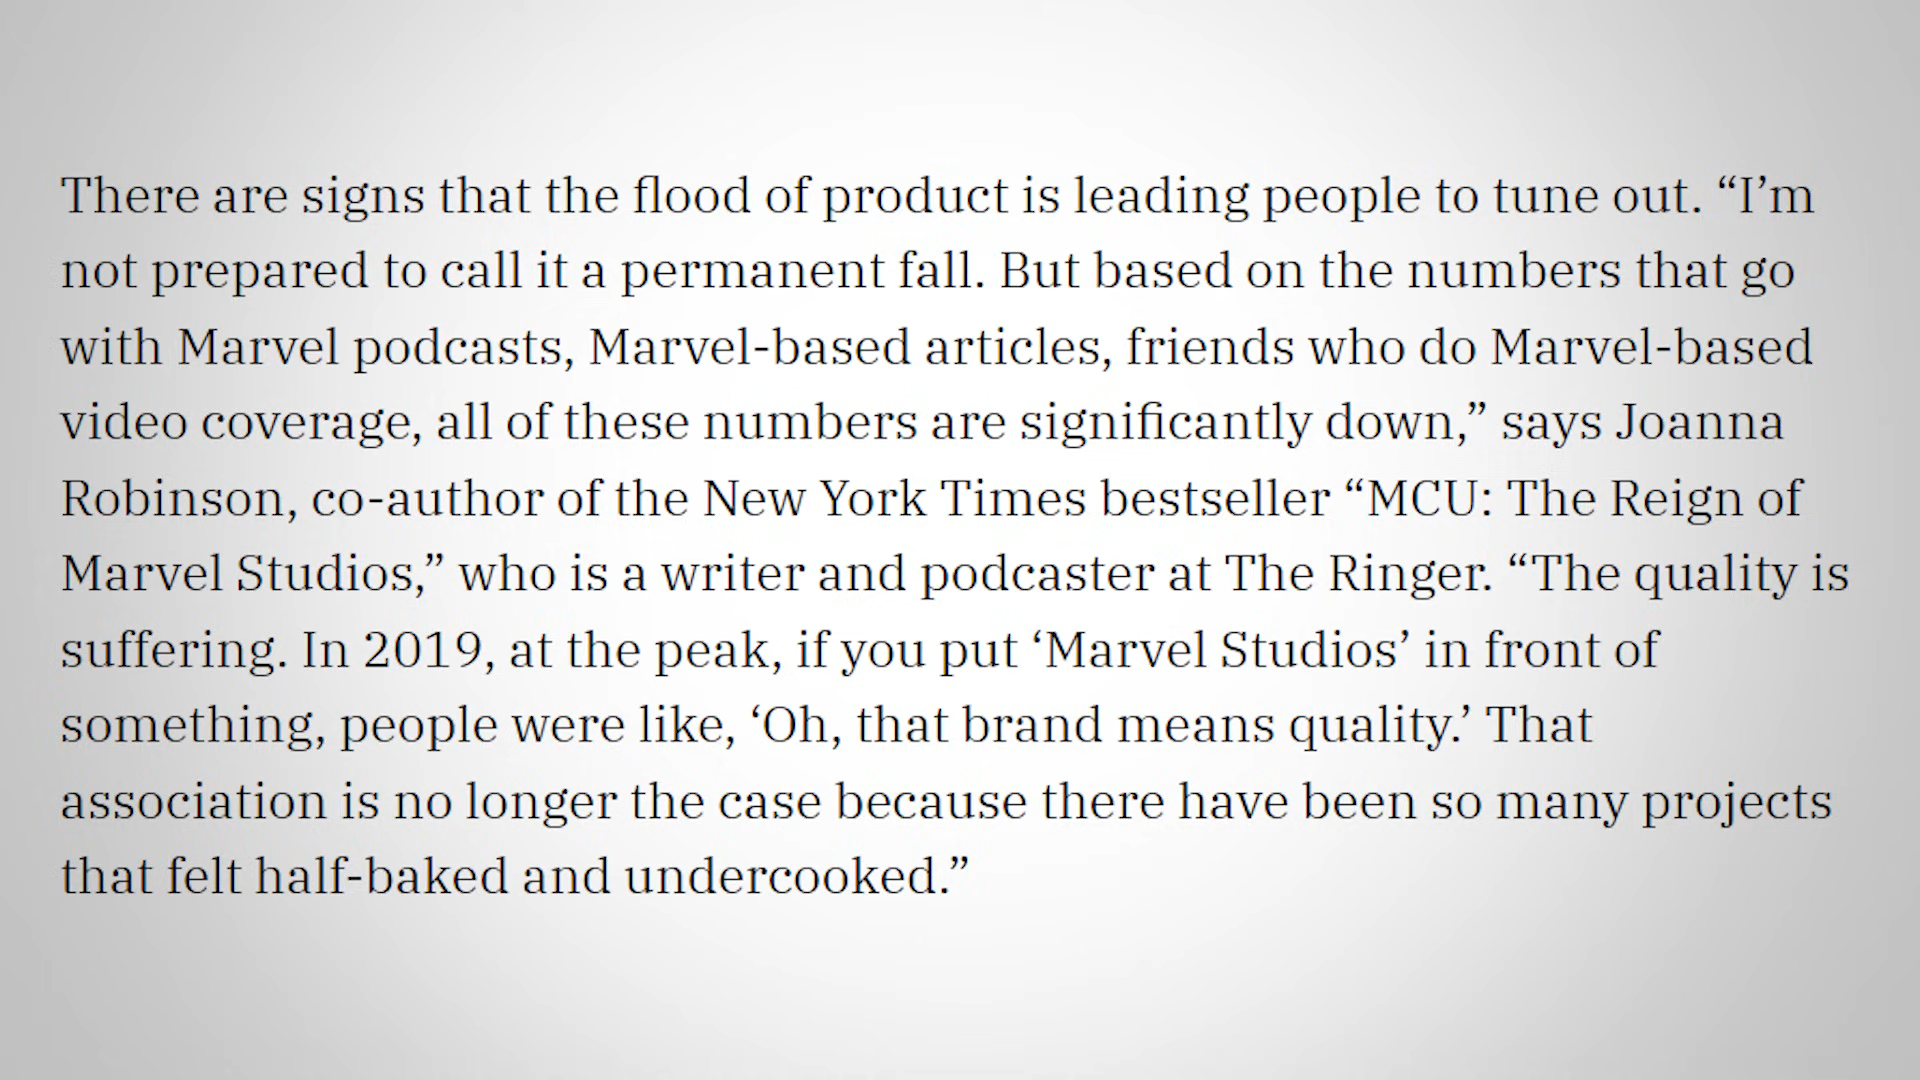 There are signs that the flood of product is leading people to tune out. “I’m
not prepared to call it a permanent fall. But based on the numbers that go
with Marvel podcasts, Marvel-based articles, friends who do Marvel-based
video coverage, all of these numbers are significantly down,” says Joanna
Robinson, co-author of the New York Times bestseller “MCU: The Reign of
Marvel Studios,” who is a writer and podcaster at The Ringer. “The quality is
suffering. In 2019, at the peak, if you put ‘Marvel Studios’ in front of
something, people were like, ‘Oh, that brand means quality.’ That
association is no longer the case because there have been so many projects
that felt half-baked and undercooked.”